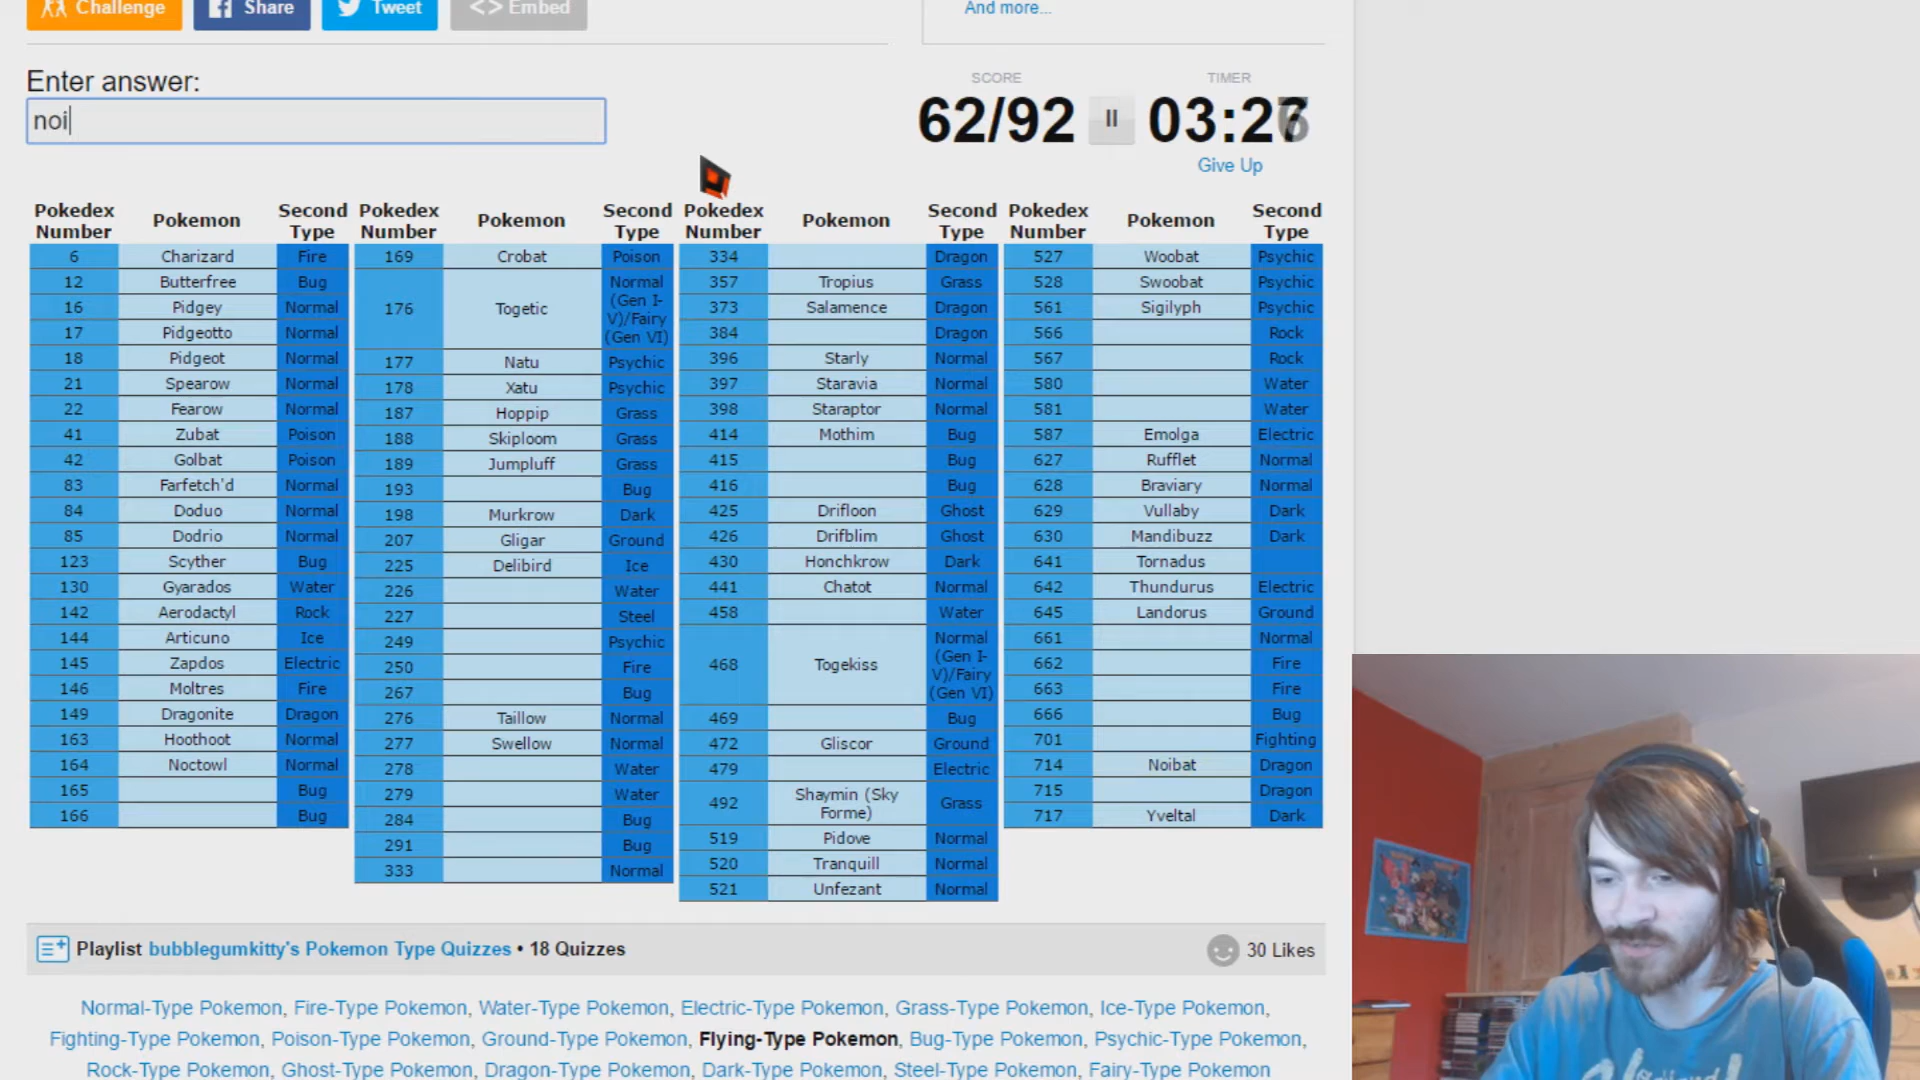 Challenge Share Tweet <> Embed And more...
Enter answer:
noi
SCORE TIMER
62/92 II 03:2
Give Up
Pokedex Number Pokemon Second Type Pokedex Number Pokemon Second Type Pokedex Number Pokemon Second Type Pokedex Number Pokemon Second Type
6 Charizard Fire
12 Butterfree Bug
16 Pidgey Normal
17 Pidgeotto Normal
18 Pidgeot Normal
21 Spearow Normal
22 Fearow Normal
41 Zubat Poison
42 Golbat Poison
83 Farfetch'd Normal
84 Doduo Normal
85 Dodrio Normal
123 Scyther Bug
130 Gyarados Water
142 Aerodactyl Rock
144 Articuno Ice
145 Zapdos Electric
146 Moltres Fire
149 Dragonite Dragon
163 Hoothoot Normal
164 Noctowl Normal
165 Bug
166 Bug
169 Crobat Poison
176 Togetic Normal
(Gen I-
V)/Fairy
(Gen VI)
177 Natu Psychic
178 Xatu Psychic
187 Hoppip Grass
188 Skiploom Grass
189 Jumpluff Grass
193 Bug
198 Murkrow Dark
207 Gligar Ground
225 Delibird Ice
226 Water
227 Steel
249 Psychic
250 Fire
267 Bug
276 Taillow Normal
277 Swellow Normal
278 Water
279 Water
284 Bug
291 Bug
333 Normal
334 Dragon
357 Tropius Grass
373 Salamence Dragon
384 Dragon
396 Starly Normal
397 Staravia Normal
398 Staraptor Normal
414 Mothim Bug
415 Bug
416 Bug
425 Drifloon Ghost
426 Drifblim Ghost
430 Honchkrow Dark
441 Chatot Normal
458 Water
468 Togekiss Normal
(Gen I-
V)/Fairy
(Gen VI)
469 Bug
472 Gliscor Ground
479 Electric
492 Shaymin (Sky
Forme) Grass
519 Pidove Normal
520 Tranquill Normal
521 Unfezant Normal
527 Woobat Psychic
528 Swoobat Psychic
561 Sigilyph Psychic
566 Rock
567 Rock
580 Water
581 Water
587 Emolga Electric
627 Rufflet Normal
628 Braviary Normal
629 Vullaby Dark
630 Mandibuzz Dark
641 Tornadus
642 Thundurus Electric
645 Landorus Ground
661 Normal
662 Fire
663 Fire
666 Bug
701 Fighting
714 Noibat Dragon
715 Dragon
717 Yveltal Dark
Playlist bubblegumkitty's Pokemon Type Quizzes • 18 Quizzes 30 Likes
Normal-Type Pokemon, Fire-Type Pokemon, Water-Type Pokemon, Electric-Type Pokemon, Grass-Type Pokemon, Ice-Type Pokemon,
Fighting-Type Pokemon, Poison-Type Pokemon, Ground-Type Pokemon, Flying-Type Pokemon, Bug-Type Pokemon, Psychic-Type Pokemon,
Rock-Type Pokemon, Ghost-Type Pokemon, Dragon-Type Pokemon, Dark-Type Pokemon, Steel-Type Pokemon, Fairy-Type Pokemon